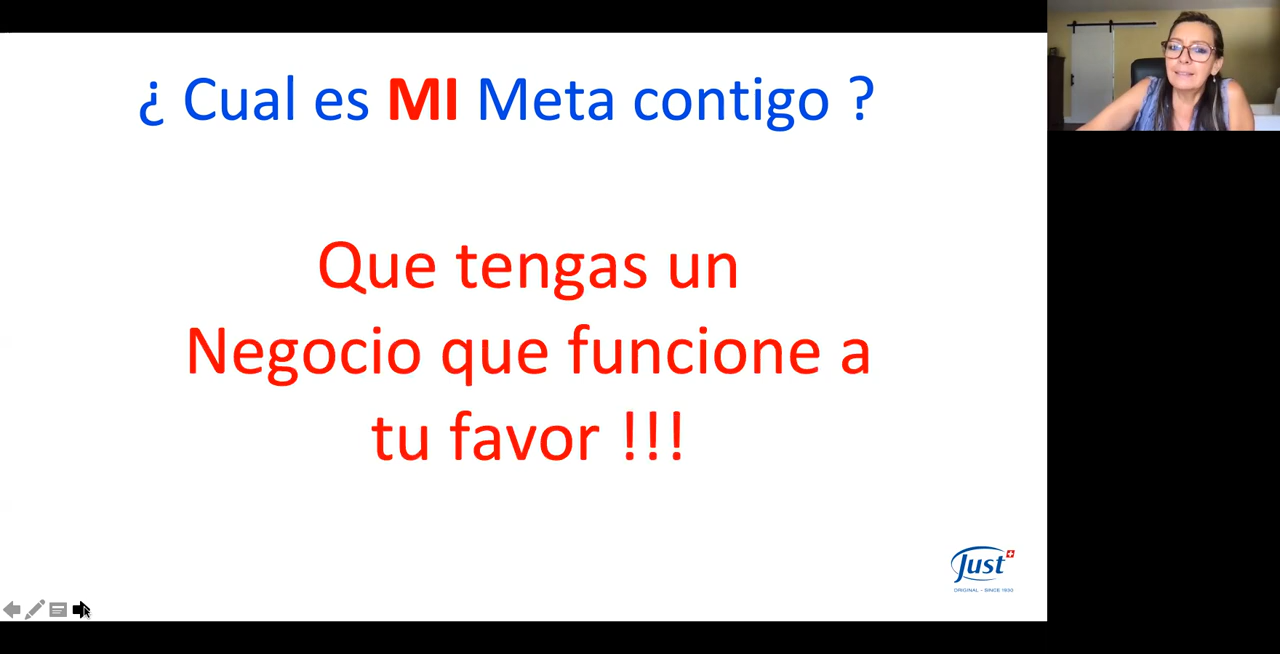 ¿ Cual es MI Meta contigo ?
Que tengas un
Negocio que funcione a
tu favor !!!
Just
ORIGINAL - SINCE 1930